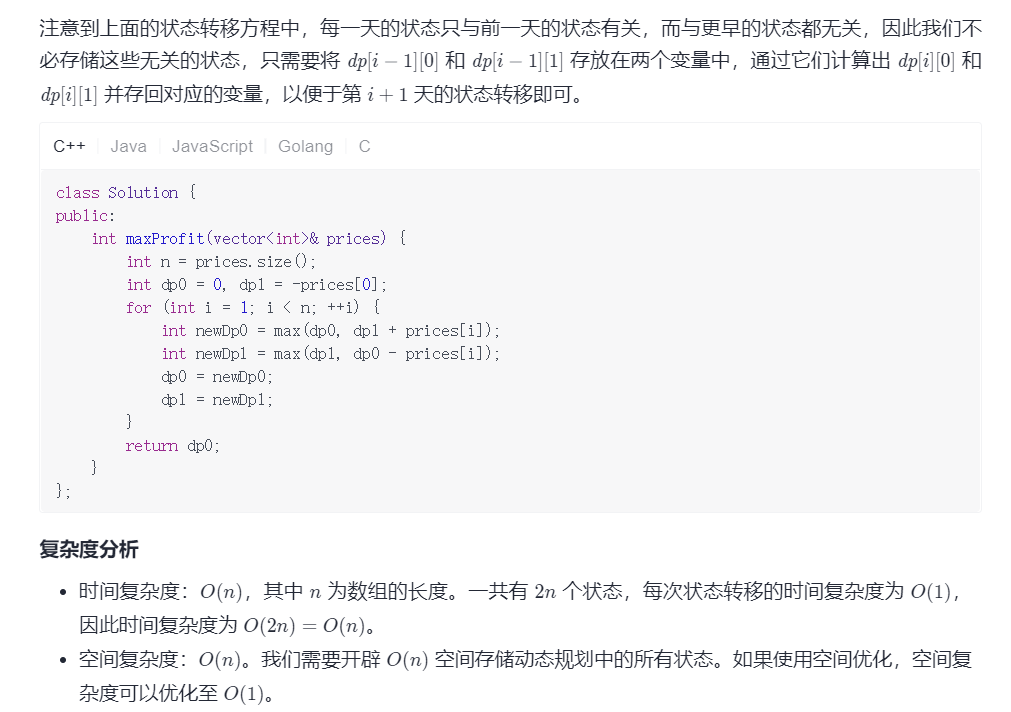 注意到上面的状态转移方程中，每一天的状态只与前一天的状态有关，而与更早的状态都无关，因此我们不
必存储这些无关的状态，只需要将 dp[i − 1][0] 和 dp[i − 1][1] 存放在两个变量中，通过它们计算出 dp[i][0] 和
dp[i][1] 并存回对应的变量，以便于第 i + 1 天的状态转移即可。
C++ Java JavaScript Golang C
class Solution {
public:
    int maxProfit(vector<int>& prices) {
        int n = prices.size();
        int dp0 = 0, dp1 = -prices[0];
        for (int i = 1; i < n; ++i) {
            int newDp0 = max(dp0, dp1 + prices[i]);
            int newDp1 = max(dp1, dp0 - prices[i]);
            dp0 = newDp0;
            dp1 = newDp1;
        }
        return dp0;
    }
};
复杂度分析
• 时间复杂度：O(n)，其中 n 为数组的长度。一共有 2n 个状态，每次状态转移的时间复杂度为 O(1)，
因此时间复杂度为 O(2n) = O(n)。
• 空间复杂度：O(n)。我们需要开辟 O(n) 空间存储动态规划中的所有状态。如果使用空间优化，空间复
杂度可以优化至 O(1)。